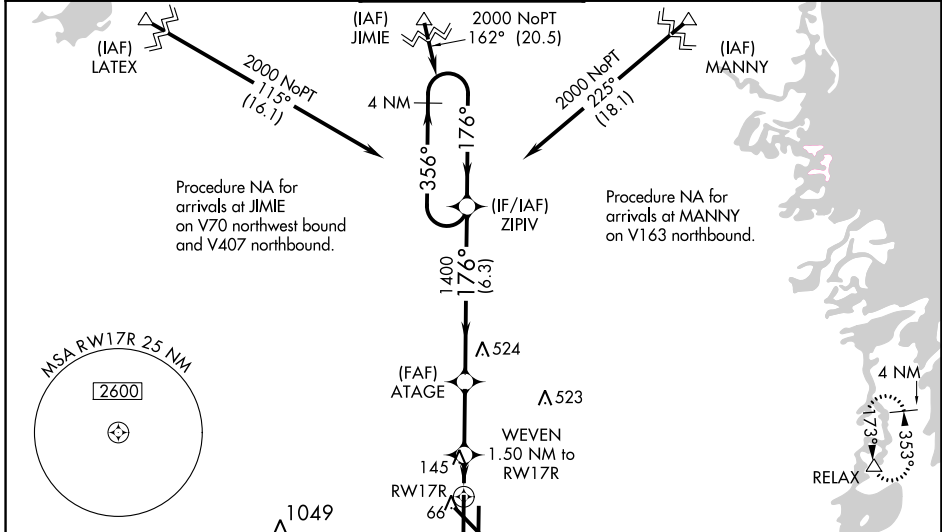 (IAF)
LATEX
2000 NoPT
115°
(16.1)
(IAF)
JIMIE
2000 NoPT
162° (20.5)
(IAF)
MANNY
2000 NoPT
225°
(18.1)
4 NM
356°
176°
Procedure NA for
arrivals at JIMIE
on V70 northwest bound
and V407 northbound.
(IF/IAF)
ZIPIV
Procedure NA for
arrivals at MANNY
on V163 northbound.
1400
176°
(6.3)
MSA RW17R 25 NM
2600
524
(FAF)
ATAGE
523
WEVEN
1.50 NM to
RW17R
145
RW17R
66
1049
4 NM
173°
353°
RELAX